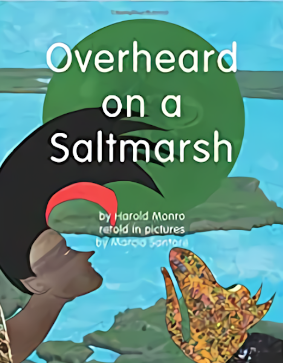 Overheard
on a
Saltmarsh
by Harold Monro
retold in pictures
by Marcia Santore